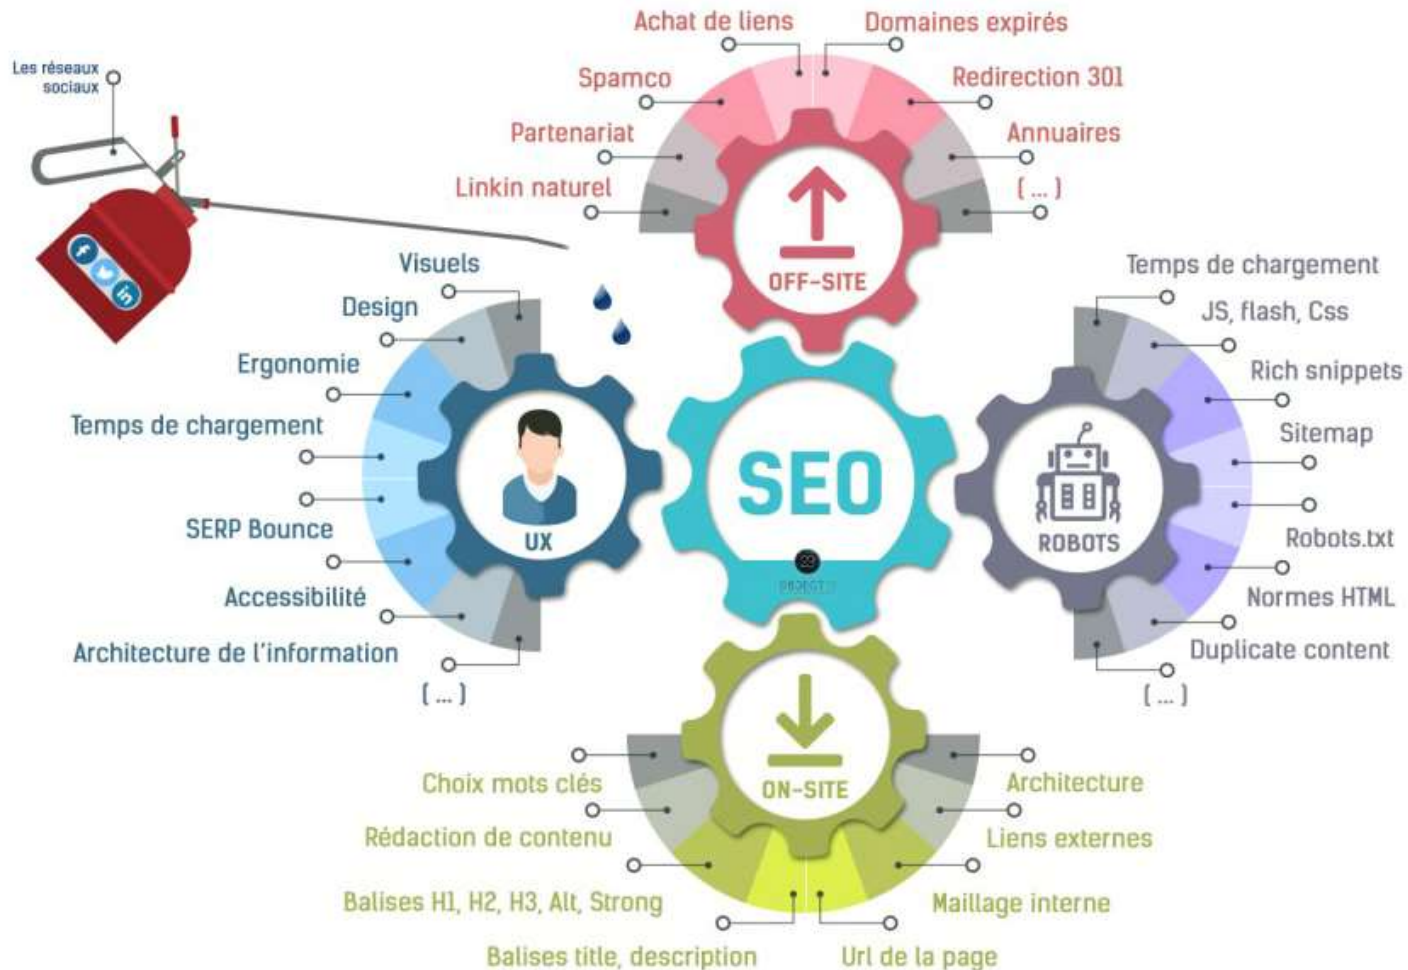 Achat de liens
Domaines expirés
Les réseaux
sociaux
Spamco
Redirection 301
Partenariat
Annuaires
Linkin naturel
( ... )
OFF-SITE
Visuels
Design
Ergonomie
Temps de chargement
SERP Bounce
Accessibilité
Architecture de l'information
( ... )
UX
SEO
23
Temps de chargement
JS, flash, Css
Rich snippets
Sitemap
Robots.txt
Normes HTML
Duplicate content
( ... )
ROBOTS
ON-SITE
Choix mots clés
Architecture
Rédaction de contenu
Liens externes
Balises H1, H2, H3, Alt, Strong
Maillage interne
Balises title, description
Url de la page
f
in